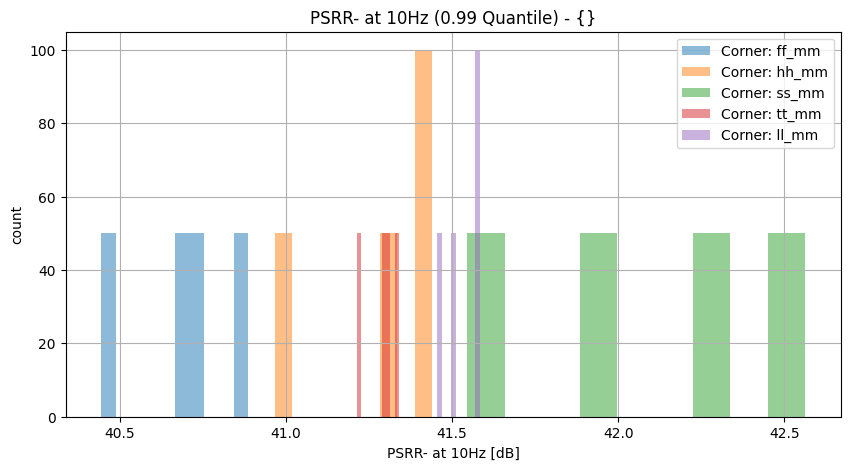 PSRR- at 10Hz (0.99 Quantile) - {}
100
80
60
40
20
0
count
Corner: ff_mm
Corner: hh_mm
Corner: ss_mm
Corner: tt_mm
Corner: ll_mm
40.5 41.0 41.5 42.0 42.5
PSRR- at 10Hz [dB]